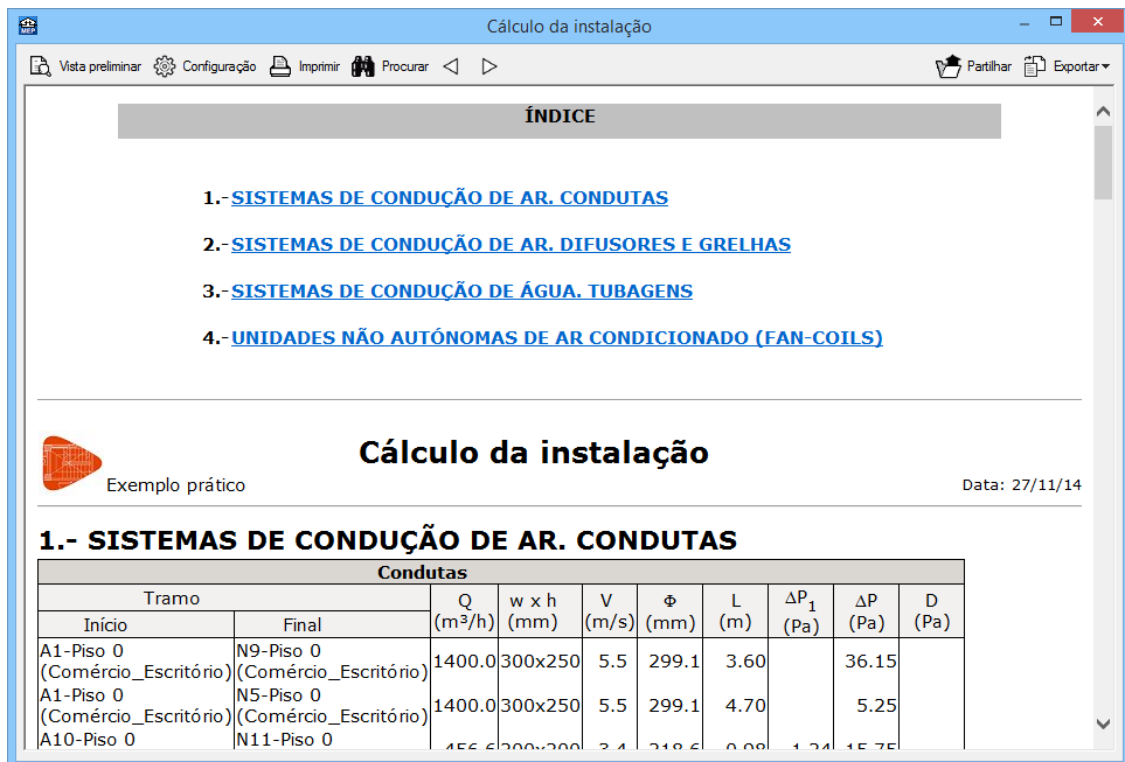 MEP
Cálculo da instalação
Vista preliminar Configuração Imprimir Procurar Partilhar Exportar
ÍNDICE
1.- SISTEMAS DE CONDUÇÃO DE AR. CONDUTAS
2.- SISTEMAS DE CONDUÇÃO DE AR. DIFUSORES E GRELHAS
3.- SISTEMAS DE CONDUÇÃO DE ÁGUA. TUBAGENS
4.- UNIDADES NÃO AUTÓNOMAS DE AR CONDICIONADO (FAN-COILS)
Cálculo da instalação
Exemplo prático Data: 27/11/14
1.- SISTEMAS DE CONDUÇÃO DE AR. CONDUTAS
Condutas
Tramo Q w x h V Φ L ΔP1 ΔP D
Início Final (m³/h) (mm) (m/s) (mm) (m) (Pa) (Pa) (Pa)
A1-Piso 0 N9-Piso 0
(Comércio_Escritório) (Comércio_Escritório) 1400.0 300x250 5.5 299.1 3.60 36.15
A1-Piso 0 N5-Piso 0
(Comércio_Escritório) (Comércio_Escritório) 1400.0 300x250 5.5 299.1 4.70 5.25
A10-Piso 0 N11-Piso 0